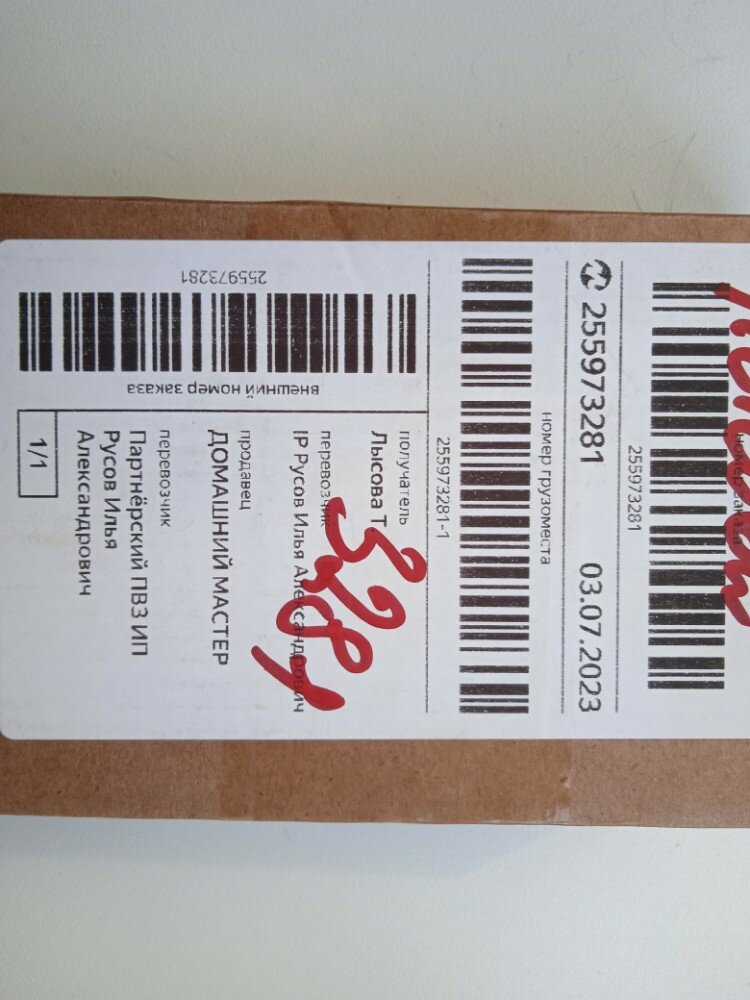 номер заказа
255973281
255973281 03.07.2023
номер грузоместа
255973281-1
получатель
Лысова Т
перевозчик
IP Русов Илья Александрович
продавец
ДОМАШНИЙ МАСТЕР
перевозчик
Партнёрский ПВЗ ИП
Русов Илья
Александрович
1/1
внешний номер заказа
255973281
328